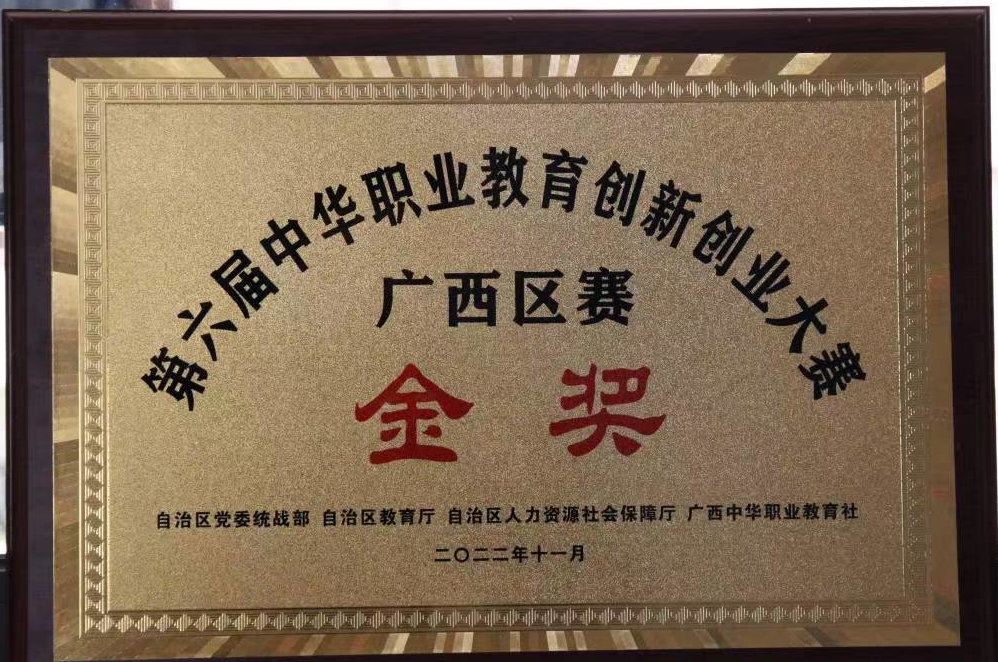 第六届中华职业教育创新创业大赛
广西区赛
金奖
自治区党委统战部 自治区教育厅 自治区人力资源社会保障厅 广西中华职业教育社
二〇二二年十一月